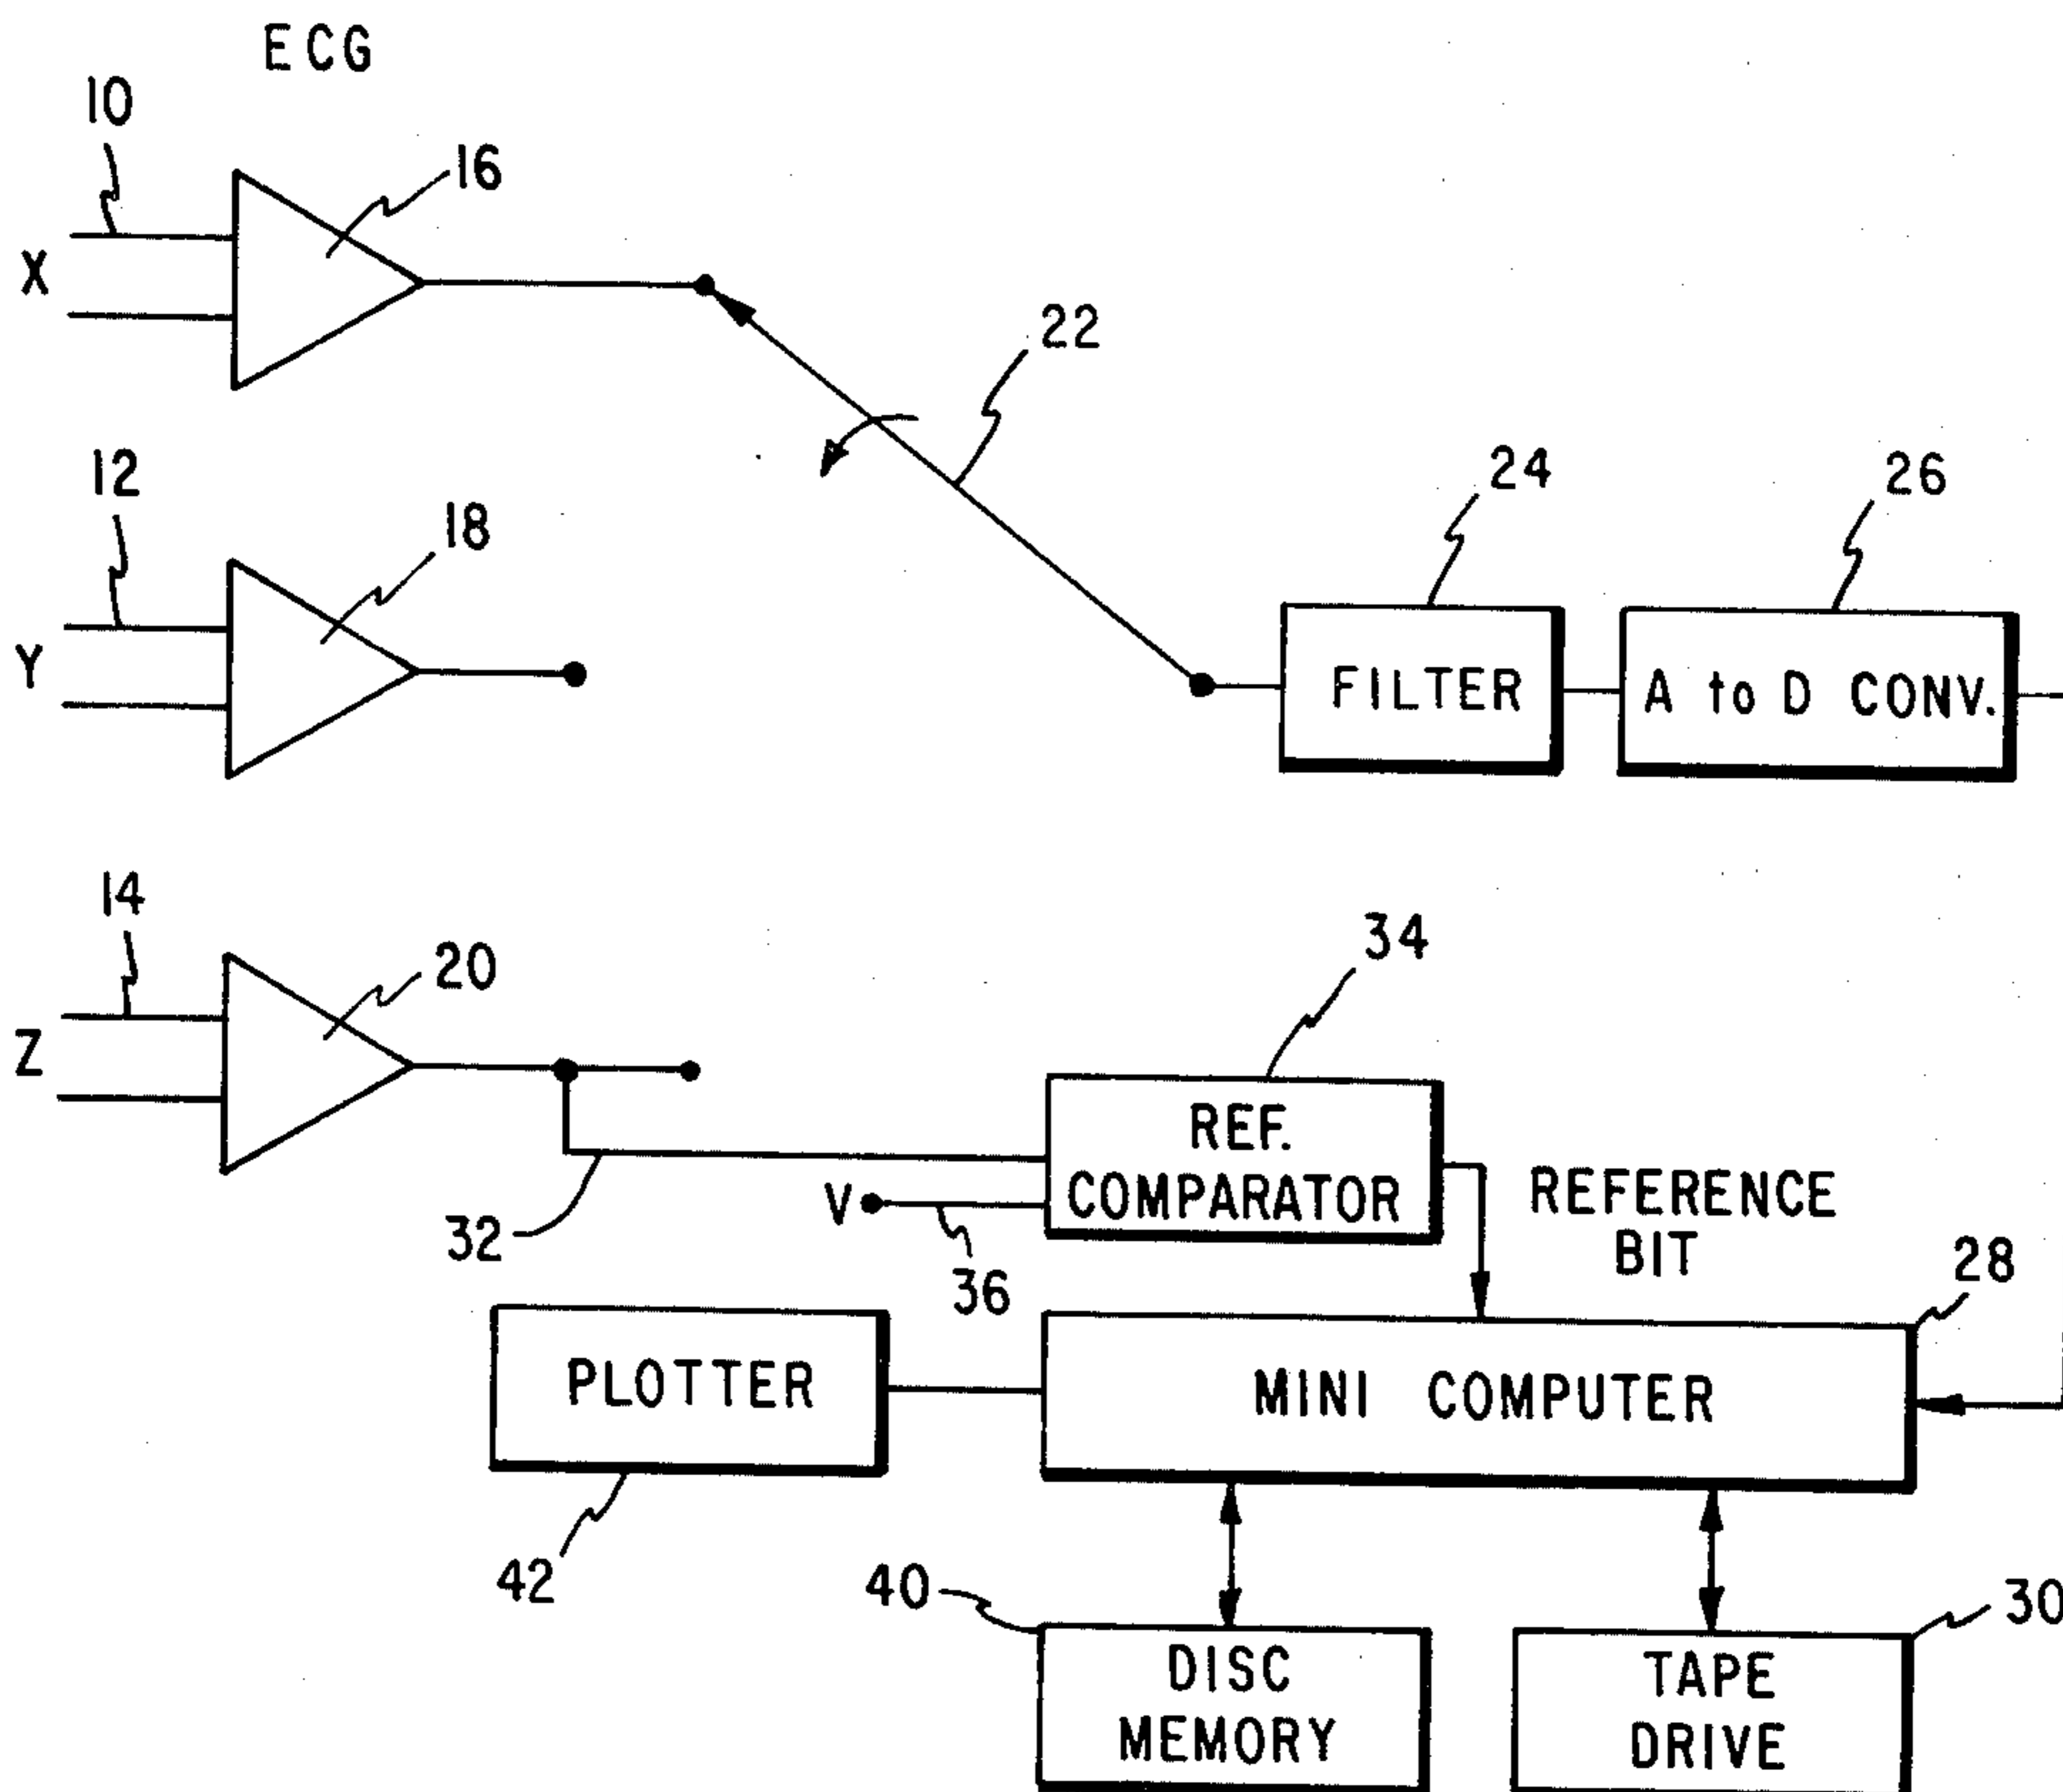 ECG
10
16
X
22
12
18
24
26
Y
FILTER
A to D CONV.
14
20
34
Z
REF.
COMPARATOR
V
32
36
REFERENCE
BIT
28
PLOTTER
MINI COMPUTER
42
40
30
DISC
MEMORY
TAPE
DRIVE